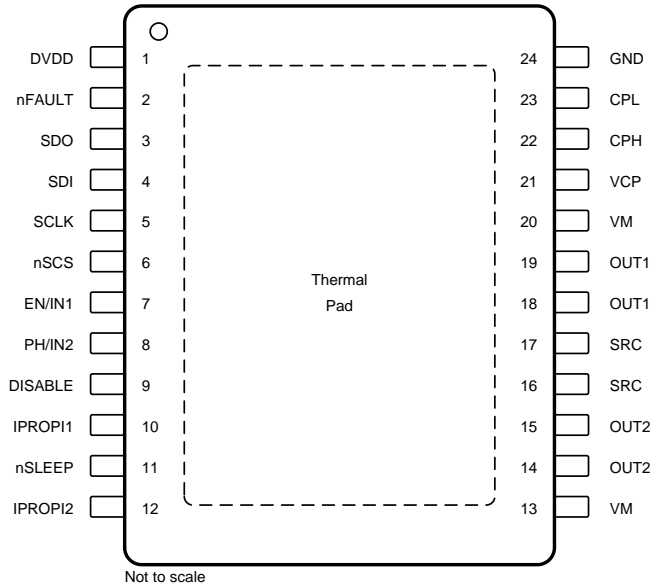 DVDD 1 24 GND
nFAULT 2 23 CPL
SDO 3 22 CPH
SDI 4 21 VCP
SCLK 5 20 VM
nSCS 6 19 OUT1
Thermal
Pad
EN/IN1 7 18 OUT1
PH/IN2 8 17 SRC
DISABLE 9 16 SRC
IPROPI1 10 15 OUT2
nSLEEP 11 14 OUT2
IPROPI2 12 13 VM
Not to scale